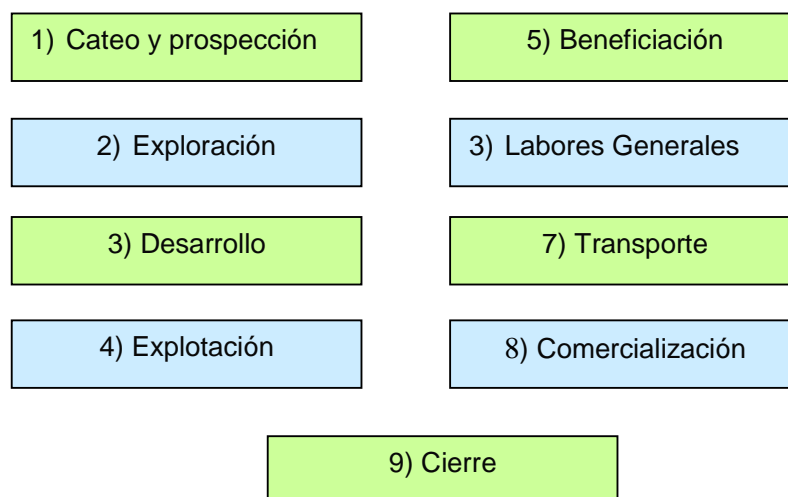 1) Cateo y prospección
2) Exploración
3) Desarrollo
4) Explotación
5) Beneficiación
3) Labores Generales
7) Transporte
8) Comercialización
9) Cierre